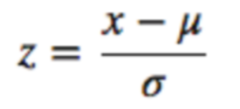 z = (x − μ) / σ